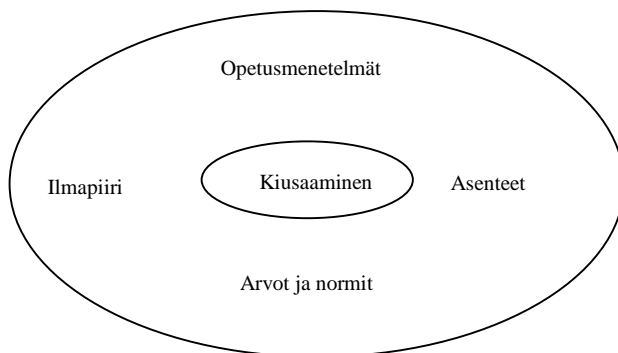 Opetusmenetelmät
Ilmapiiri
Kiusaaminen
Asenteet
Arvot ja normit